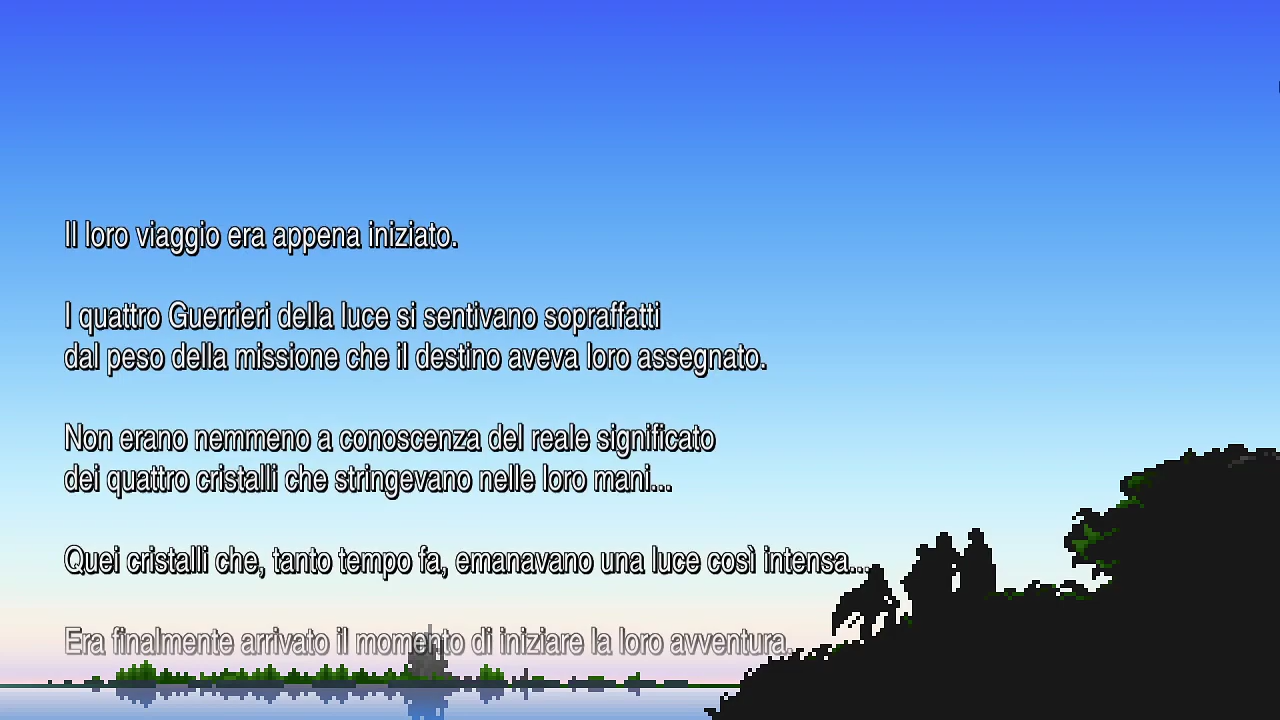 Il loro viaggio era appena iniziato.
I quattro Guerrieri della luce si sentivano sopraffatti
dal peso della missione che il destino aveva loro assegnato.
Non erano nemmeno a conoscenza del reale significato
dei quattro cristalli che stringevano nelle loro mani...
Quei cristalli che, tanto tempo fa, emanavano una luce così intensa...
Era finalmente arrivato il momento di iniziare la loro avventura.